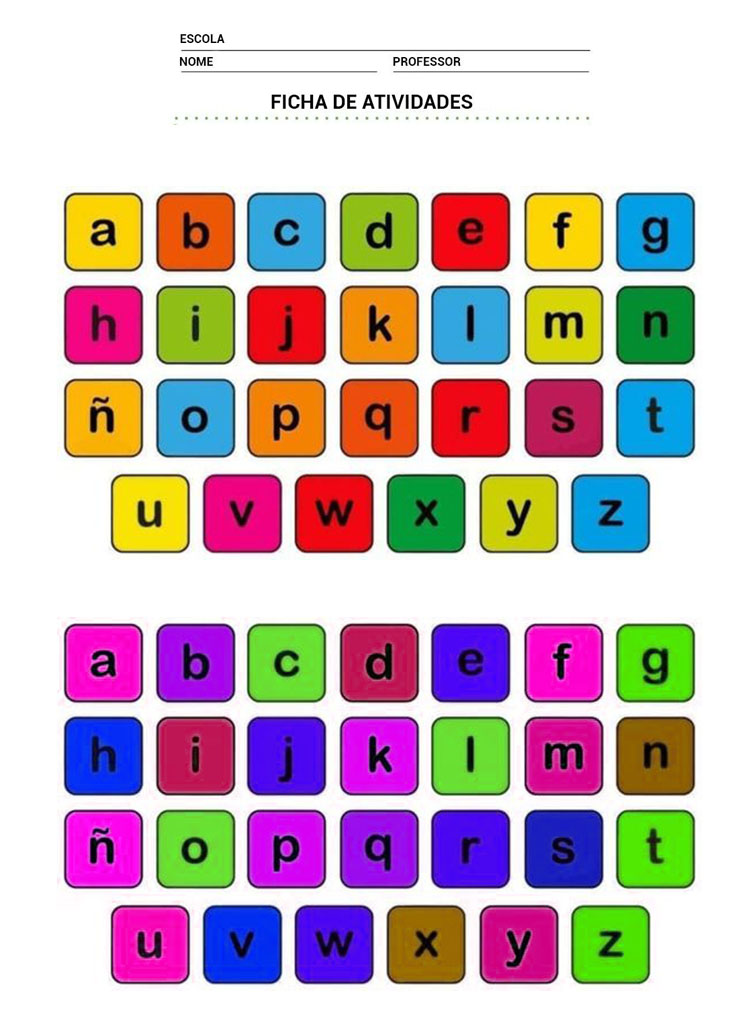 ESCOLA
NOME PROFESSOR
FICHA DE ATIVIDADES
a b c d e f g
h i j k l m n
ñ o p q r s t
u v w x y z
a b c d e f g
h i j k l m n
ñ o p q r s t
u v w x y z